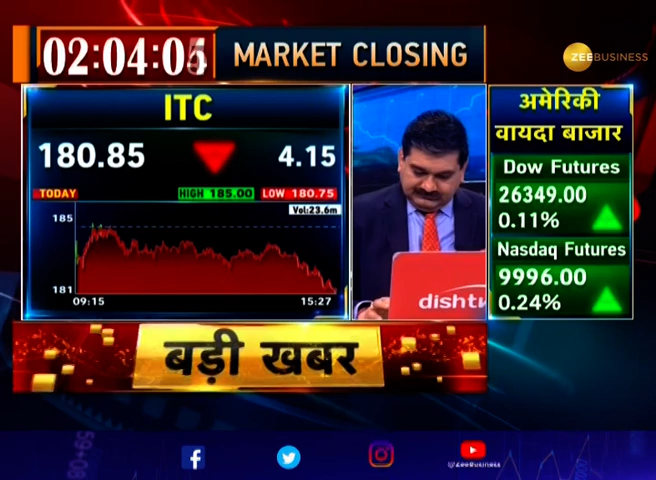 02:04:05
MARKET CLOSING
ZEE BUSINESS
ITC
180.85
4.15
TODAY
HIGH 185.00
LOW 180.75
Vol:23.6m
185
181
09:15
15:27
disht
अमेरिकी
वायदा बाजार
Dow Futures
26349.00
0.11%
Nasdaq Futures
9996.00
0.24%
बड़ी खबर
@ZeeBusiness